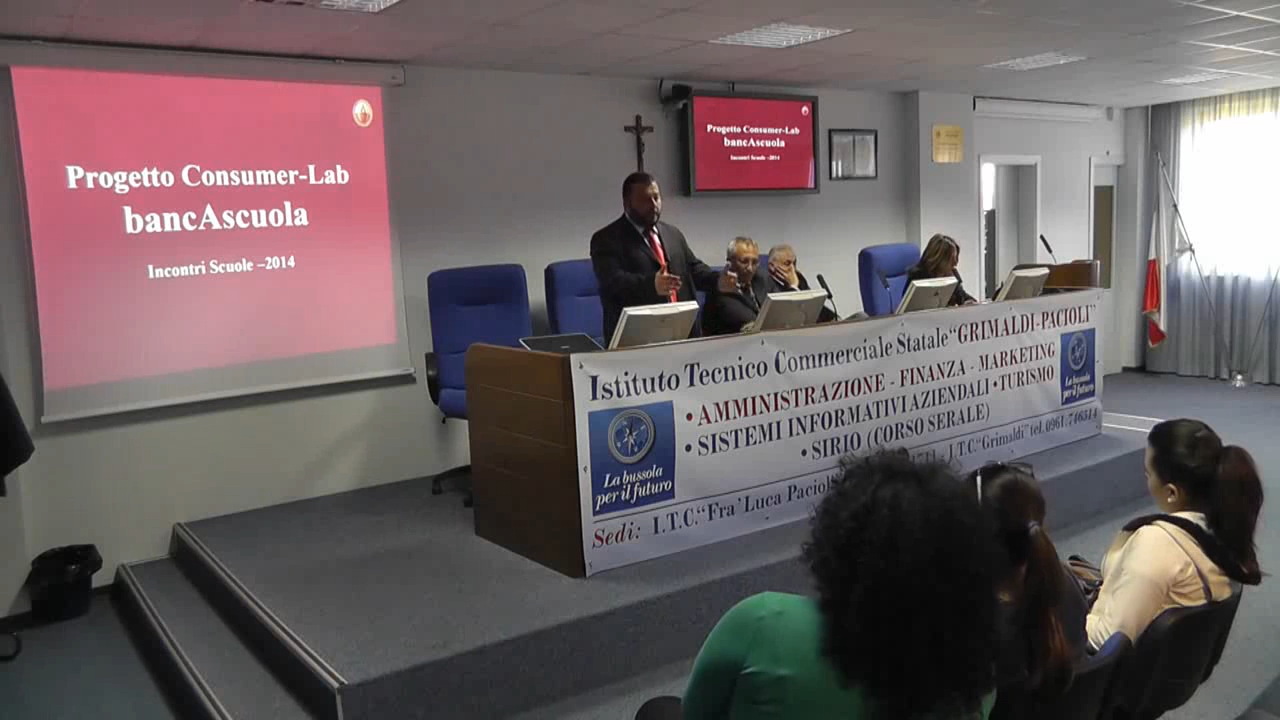 Progetto Consumer-Lab
bancAscuola
Incontri Scuole –2014
Progetto Consumer-Lab
bancAscuola
Incontri Scuole –2014
Istituto Tecnico Commerciale Statale "GRIMALDI-PACIOLI"
• AMMINISTRAZIONE - FINANZA - MARKETING
• SISTEMI INFORMATIVI AZIENDALI • TURISMO
• SIRIO (CORSO SERALE)
La bussola
per il futuro
La bussola
per il futuro
Sedi: I.T.C. "Fra' Luca Pacioli I.T.C. "Grimaldi" tel. 0961.746514